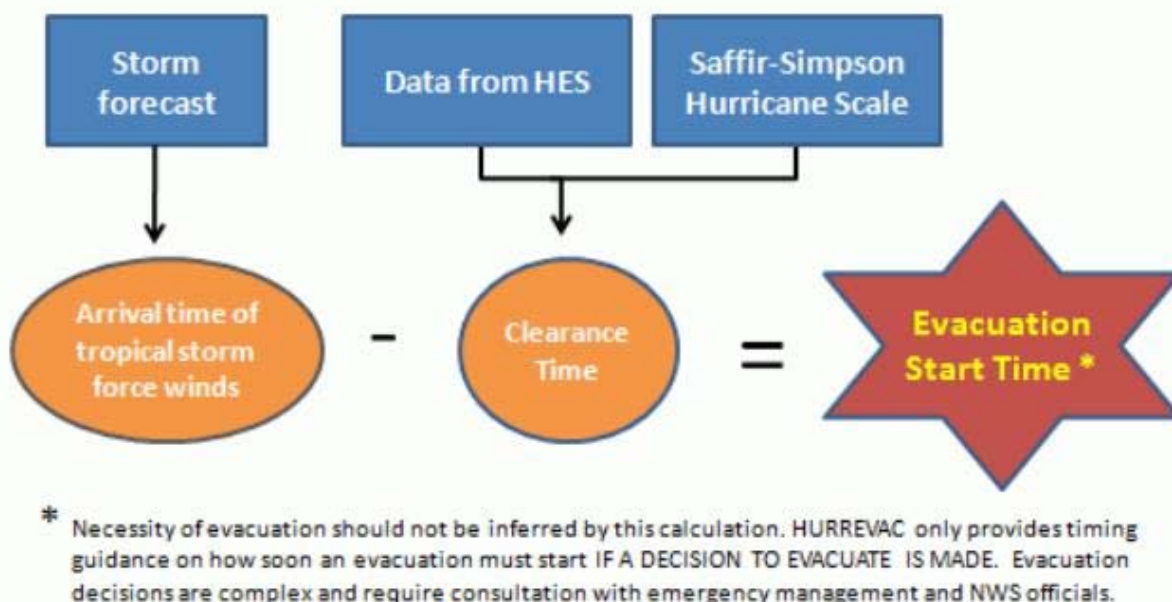 Storm
forecast
Data from HES
Saffir-Simpson
Hurricane Scale
Arrival time of
tropical storm
force winds
-
Clearance
Time
=
Evacuation
Start Time *
* Necessity of evacuation should not be inferred by this calculation. HURREVAC only provides timing
guidance on how soon an evacuation must start IF A DECISION TO EVACUATE IS MADE. Evacuation
decisions are complex and require consultation with emergency management and NWS officials.